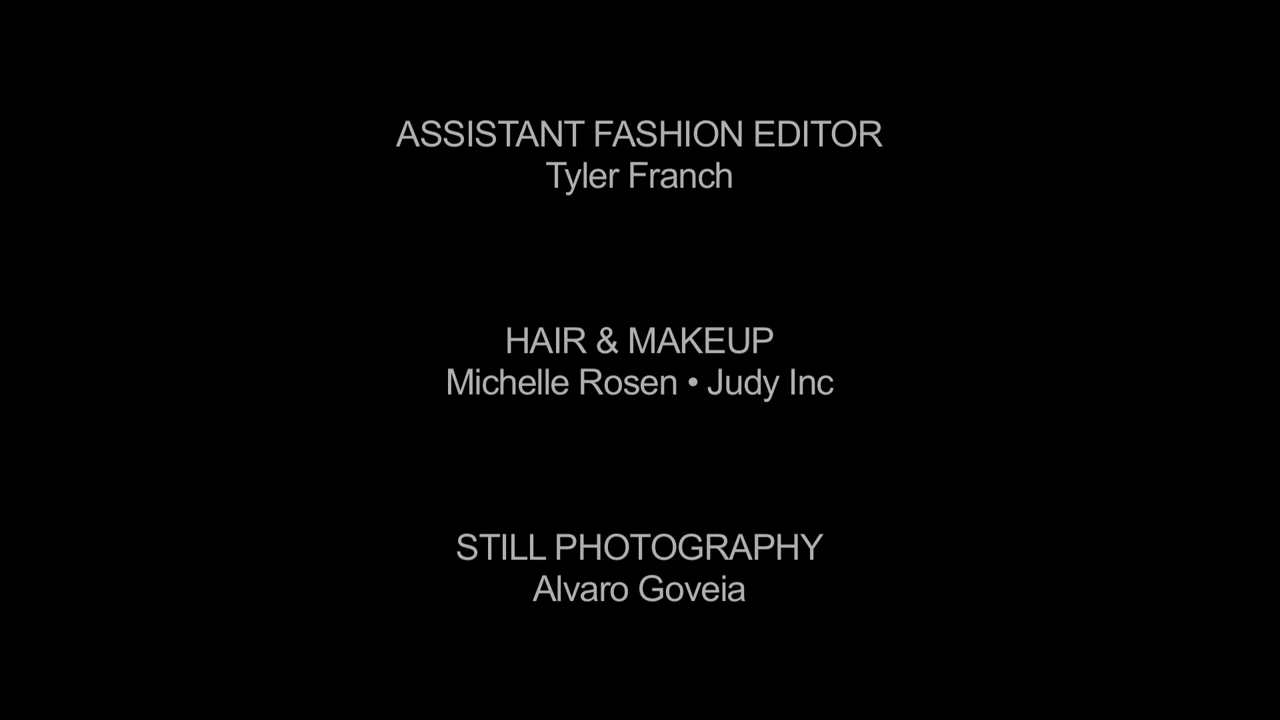 ASSISTANT FASHION EDITOR
Tyler Franch
HAIR & MAKEUP
Michelle Rosen • Judy Inc
STILL PHOTOGRAPHY
Alvaro Goveia